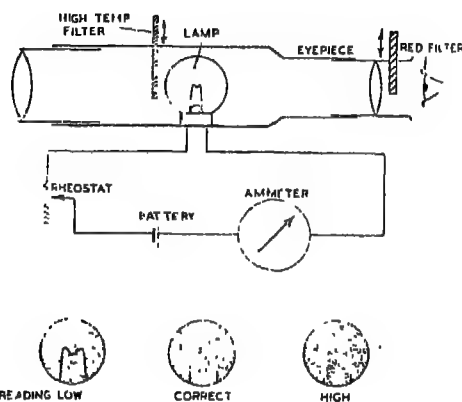 HIGH TEMP
FILTER
LAMP
EYEPIECE
RED FILTER
RHEOSTAT
AMMETER
BATTERY
READING LOW
CORRECT
HIGH